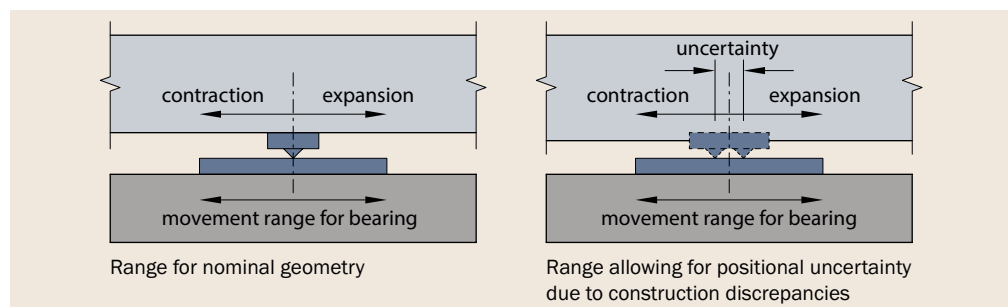 contraction
expansion
movement range for bearing
Range for nominal geometry
uncertainty
contraction
expansion
movement range for bearing
Range allowing for positional uncertainty
due to construction discrepancies